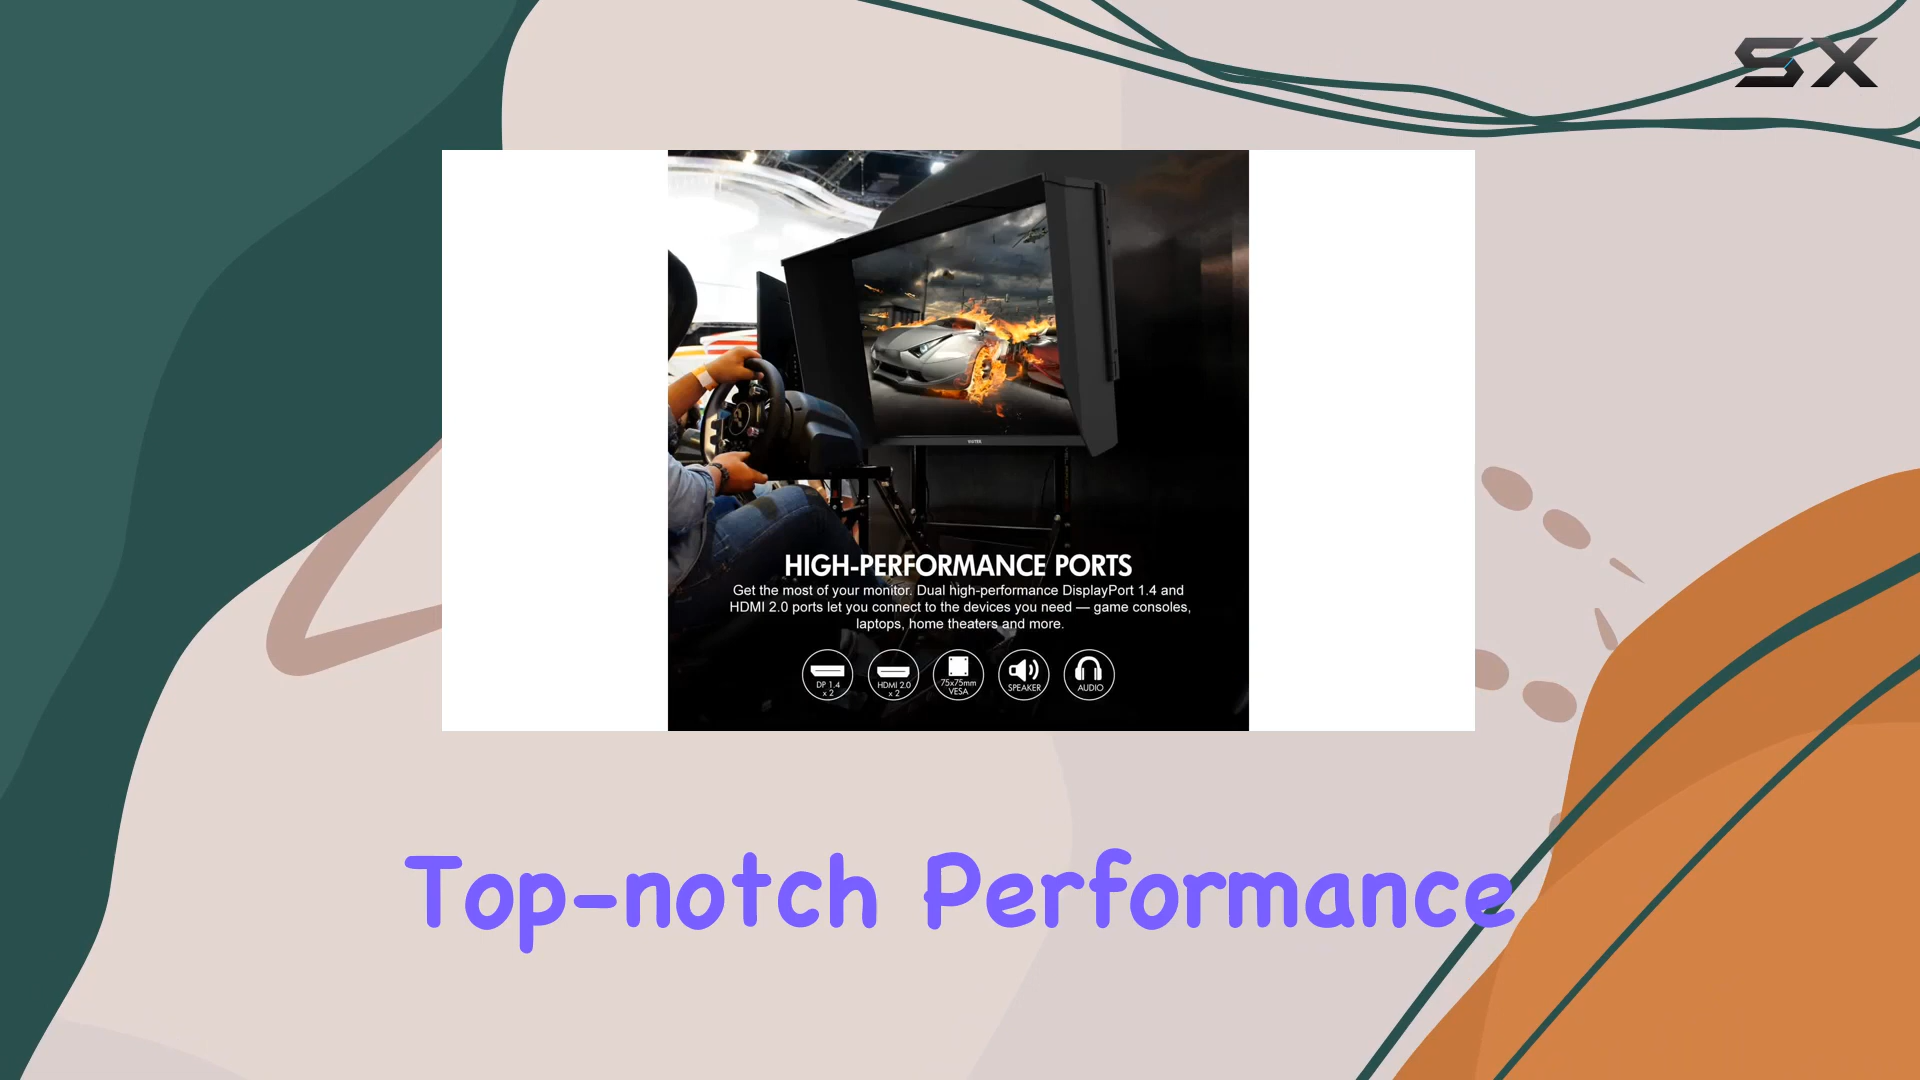 SX
HIGH-PERFORMANCE PORTS
Get the most of your monitor. Dual high-performance DisplayPort 1.4 and
HDMI 2.0 ports let you connect to the devices you need — game consoles,
laptops, home theaters and more.
DP 1.4
x 2
HDMI 2.0
x 2
75x75mm
VESA
SPEAKER
AUDIO
Top-notch Performance